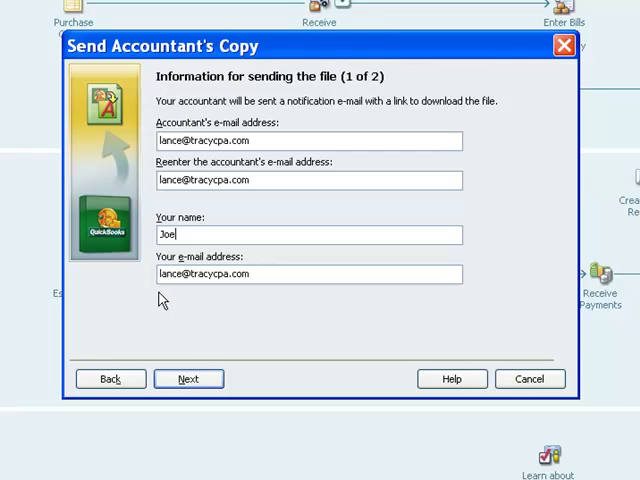 Purchase
Receive
Enter Bills
Send Accountant's Copy
Information for sending the file (1 of 2)
Your accountant will be sent a notification e-mail with a link to download the file.
Accountant's e-mail address:
lance@tracycpa.com
Reenter the accountant's e-mail address:
lance@tracycpa.com
Your name:
Joe
Your e-mail address:
lance@tracycpa.com
A
QuickBooks
Back
Next
Help
Cancel
Crea
Re
Receive
Payments
Es
Learn about